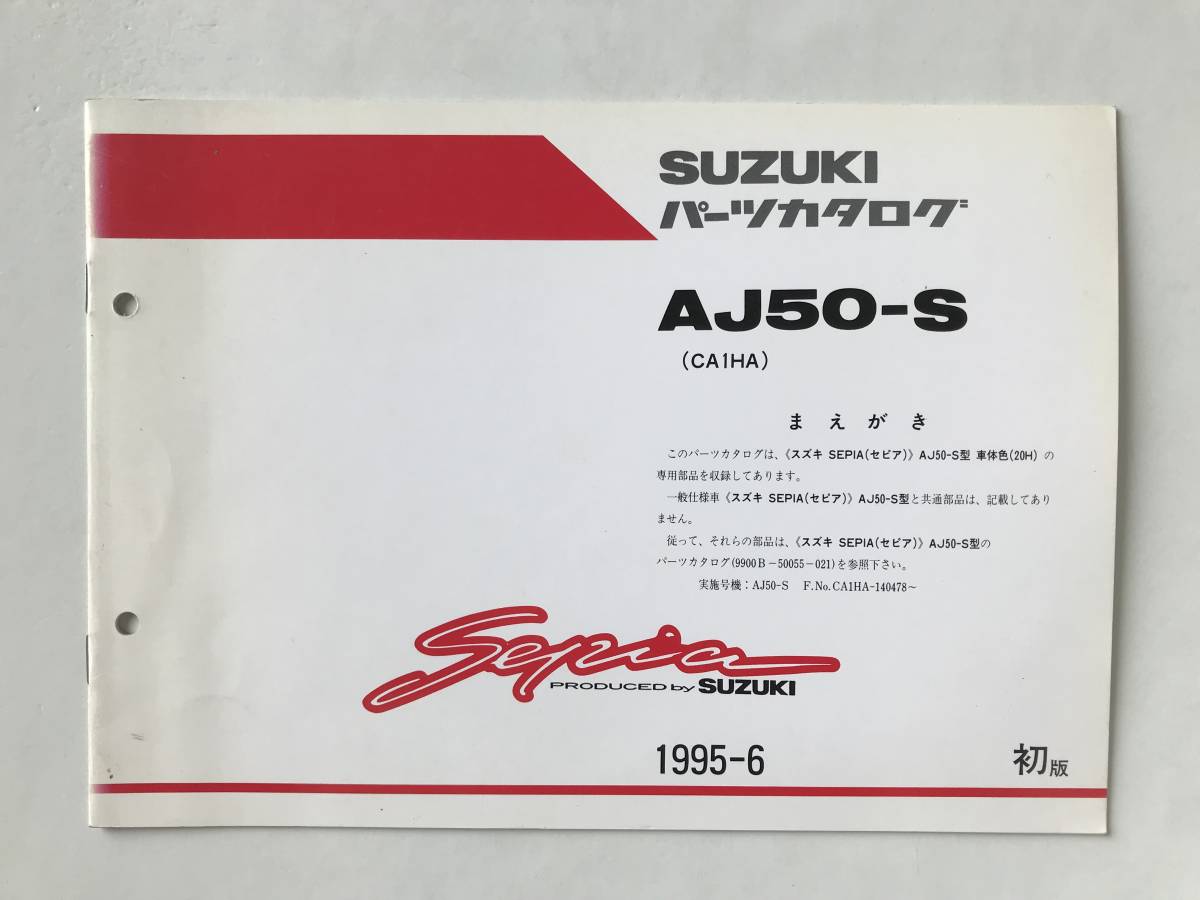 SUZUKI
パーツカタログ
AJ50-S
(CA1HA)
まえがき
このパーツカタログは、《スズキ SEPIA(セピア)》AJ50-S型 車体色(20H)の
専用部品を収録してあります。
一般仕様車《スズキ SEPIA(セピア)》AJ50-S型と共通部品は、記載してあり
ません。
従って、それらの部品は、《スズキ SEPIA(セピア)》AJ50-S型の
パーツカタログ(9900B-50055-021)を参照下さい。
実施号機:AJ50-S F.No.CA1HA-140478~
Sepia
PRODUCED by SUZUKI
1995-6
初版